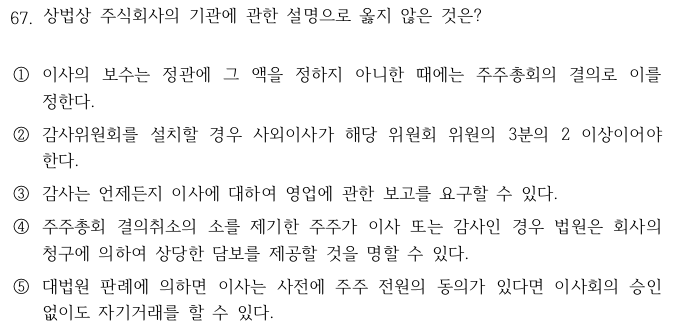 67. 상법상 주식회사의 기관에 관한 설명으로 옳지 않은 것은?
① 이사의 보수는 정관에 그 액을 정하지 아니한 때에는 주주총회의 결의로 이를
정한다.
② 감사위원회를 설치할 경우 사외이사가 해당 위원회 위원의 3분의 2 이상이어야
한다.
③ 감사는 언제든지 이사에 대하여 영업에 관한 보고를 요구할 수 있다.
④ 주주총회 결의취소의 소를 제기한 주주가 이사 또는 감사인 경우 법원은 회사의
청구에 의하여 상당한 담보를 제공할 것을 명할 수 있다.
⑤ 대법원 판례에 의하면 이사는 사전에 주주 전원의 동의가 있다면 이사회의 승인
없이도 자기거래를 할 수 있다.